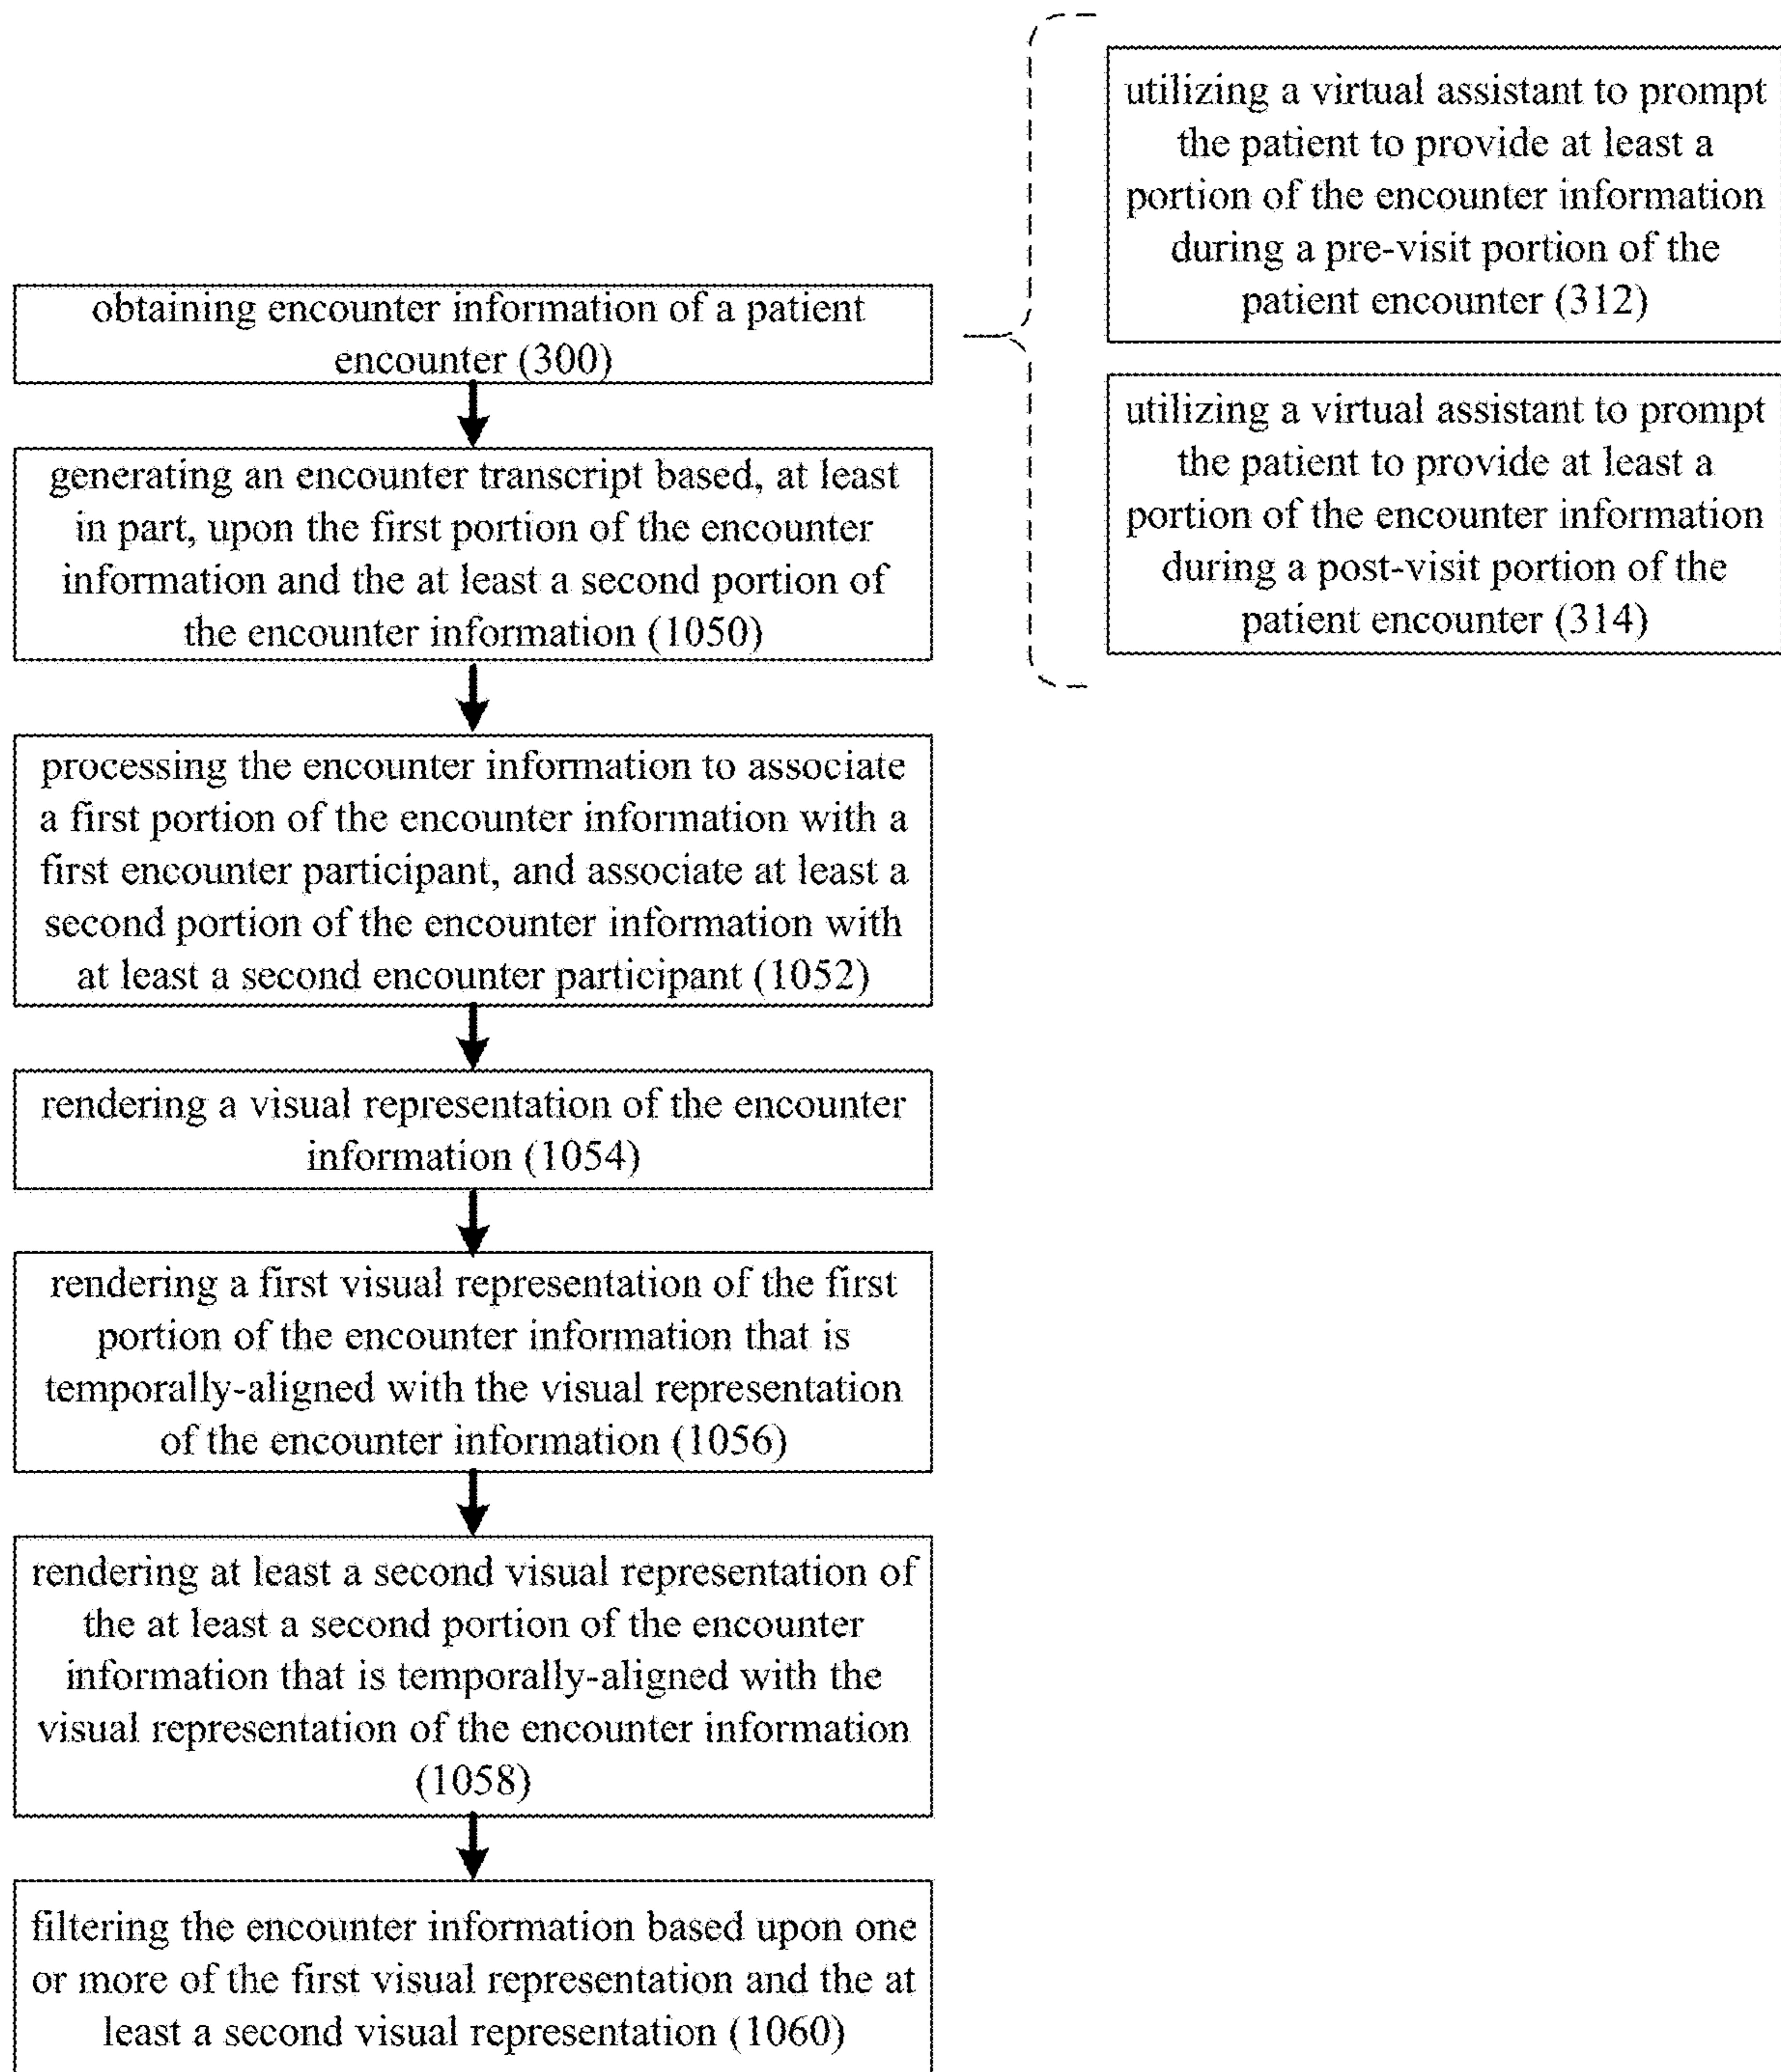 obtaining encounter information of a patient
encounter (300)
generating an encounter transcript based, at least
in part, upon the first portion of the encounter
information and the at least a second portion of
the encounter information (1050)
processing the encounter information to associate
a first portion of the encounter information with a
first encounter participant, and associate at least a
second portion of the encounter information with
at least a second encounter participant (1052)
rendering a visual representation of the encounter
information (1054)
rendering a first visual representation of the first
portion of the encounter information that is
temporally-aligned with the visual representation
of the encounter information (1056)
rendering at least a second visual representation of
the at least a second portion of the encounter
information that is temporally-aligned with the
visual representation of the encounter information
(1058)
filtering the encounter information based upon one
or more of the first visual representation and the at
least a second visual representation (1060)
utilizing a virtual assistant to prompt
the patient to provide at least a
portion of the encounter information
during a pre-visit portion of the
patient encounter (312)
utilizing a virtual assistant to prompt
the patient to provide at least a
portion of the encounter information
during a post-visit portion of the
patient encounter (314)